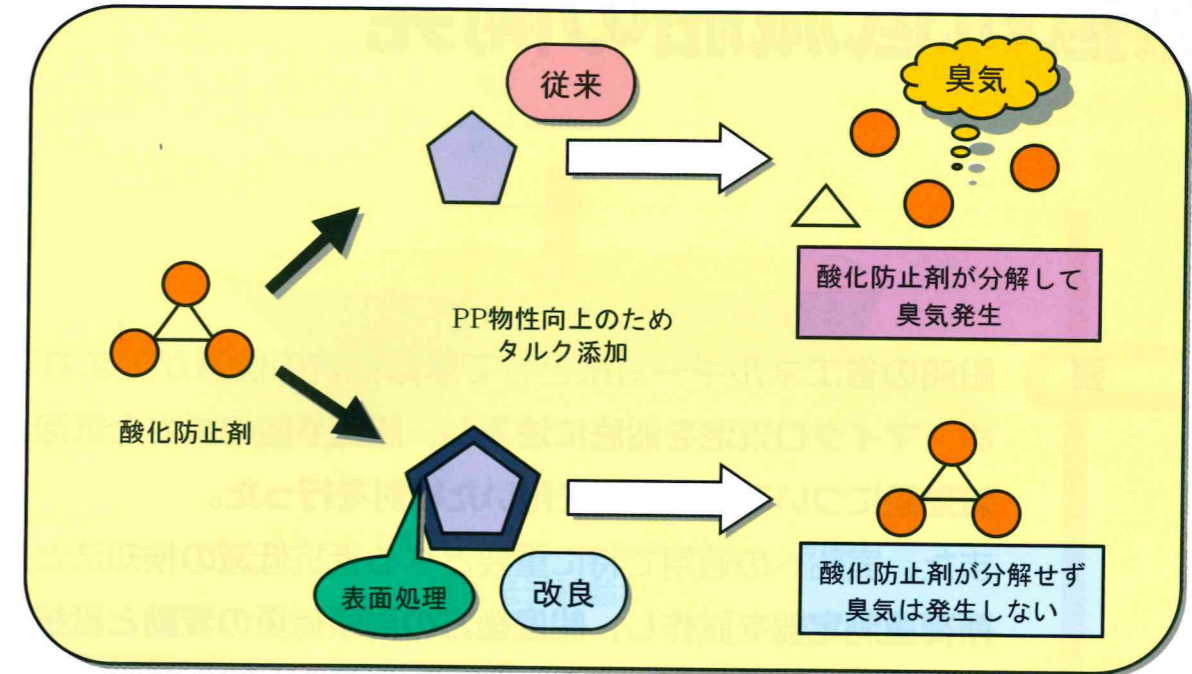 従来
臭気
酸化防止剤が分解して
臭気発生
PP物性向上のため
タルク添加
酸化防止剤
表面処理
改良
酸化防止剤が分解せず
臭気は発生しない